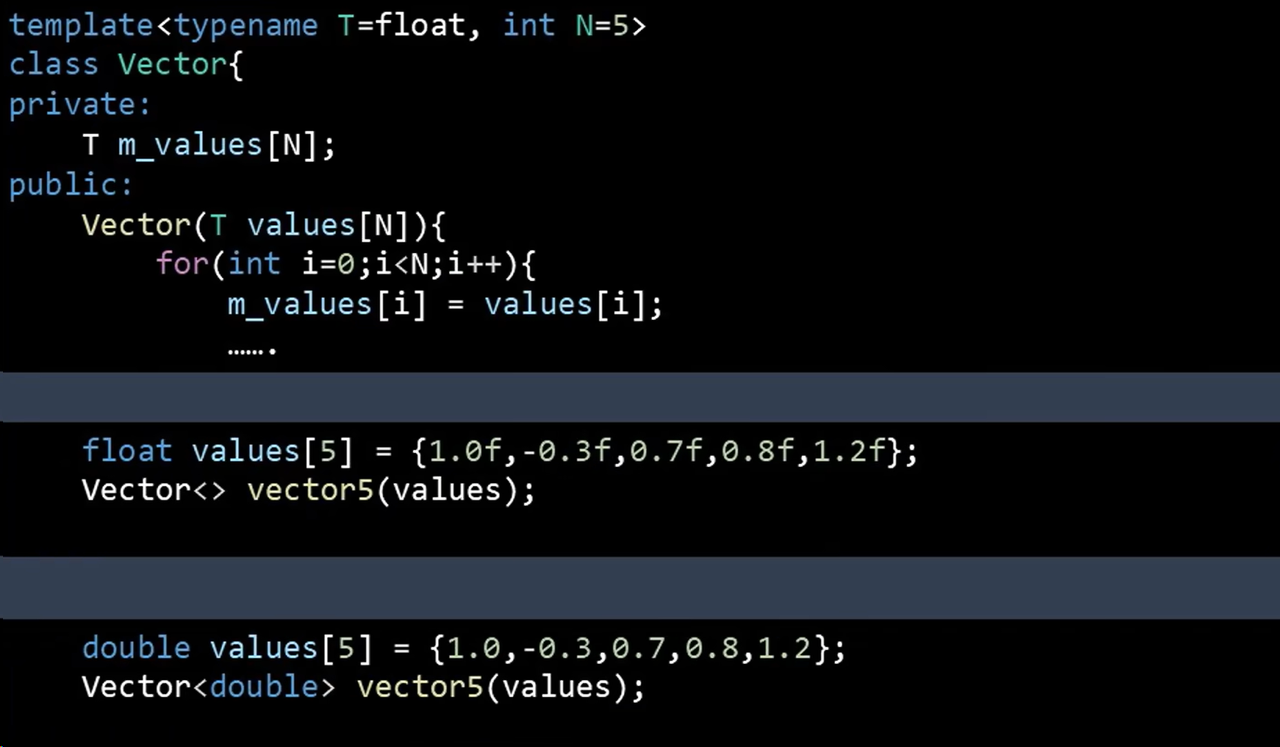 template<typename T=float, int N=5>
class Vector{
private:
    T m_values[N];
public:
    Vector(T values[N]){
        for(int i=0;i<N;i++){
            m_values[i] = values[i];
            …….
    float values[5] = {1.0f,-0.3f,0.7f,0.8f,1.2f};
    Vector<> vector5(values);
    double values[5] = {1.0,-0.3,0.7,0.8,1.2};
    Vector<double> vector5(values);